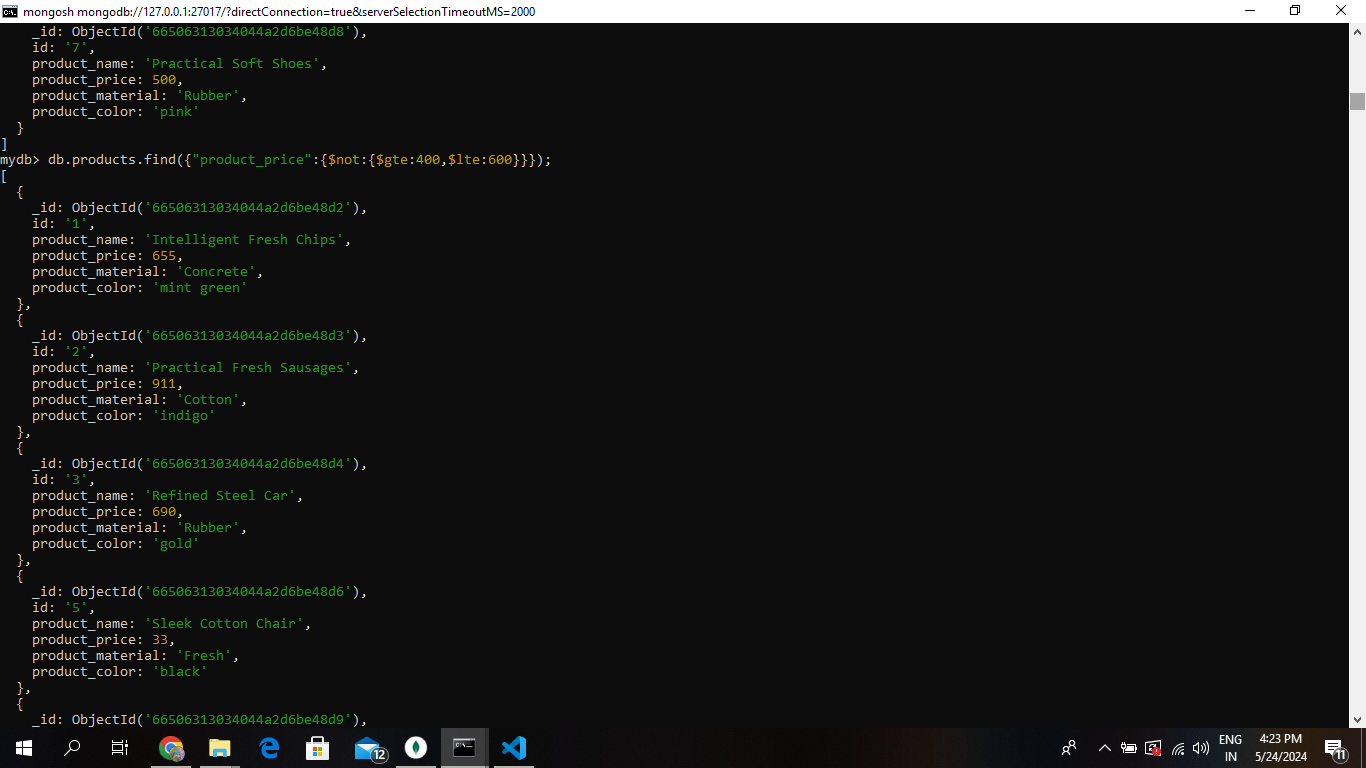 mongosh mongodb://127.0.0.1:27017/?directConnection=true&serverSelectionTimeoutMS=2000
    _id: ObjectId('66506313034044a2d6be48d8'),
    id: '7',
    product_name: 'Practical Soft Shoes',
    product_price: 500,
    product_material: 'Rubber',
    product_color: 'pink'
  }
]
mydb> db.products.find({"product_price":{$not:{$gte:400,$lte:600}}});
[
  {
    _id: ObjectId('66506313034044a2d6be48d2'),
    id: '1',
    product_name: 'Intelligent Fresh Chips',
    product_price: 655,
    product_material: 'Concrete',
    product_color: 'mint green'
  },
  {
    _id: ObjectId('66506313034044a2d6be48d3'),
    id: '2',
    product_name: 'Practical Fresh Sausages',
    product_price: 911,
    product_material: 'Cotton',
    product_color: 'indigo'
  },
  {
    _id: ObjectId('66506313034044a2d6be48d4'),
    id: '3',
    product_name: 'Refined Steel Car',
    product_price: 690,
    product_material: 'Rubber',
    product_color: 'gold'
  },
  {
    _id: ObjectId('66506313034044a2d6be48d6'),
    id: '5',
    product_name: 'Sleek Cotton Chair',
    product_price: 33,
    product_material: 'Fresh',
    product_color: 'black'
  },
  {
    _id: ObjectId('66506313034044a2d6be48d9'),
12
ENG
IN
4:23 PM
5/24/2024
11